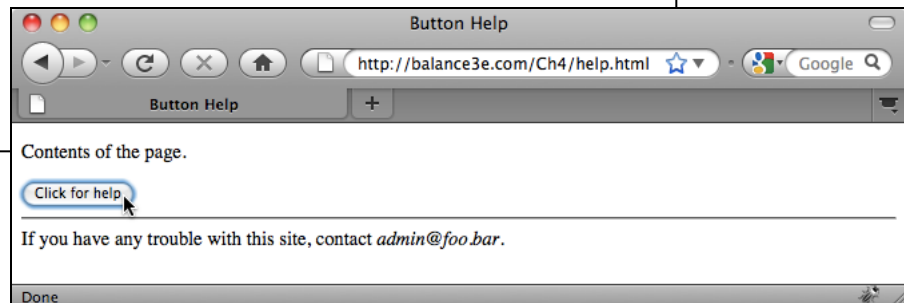 Button Help
http://balance3e.com/Ch4/help.html
Google
Button Help
+
Contents of the page.
Click for help
If you have any trouble with this site, contact admin@foo.bar.
Done